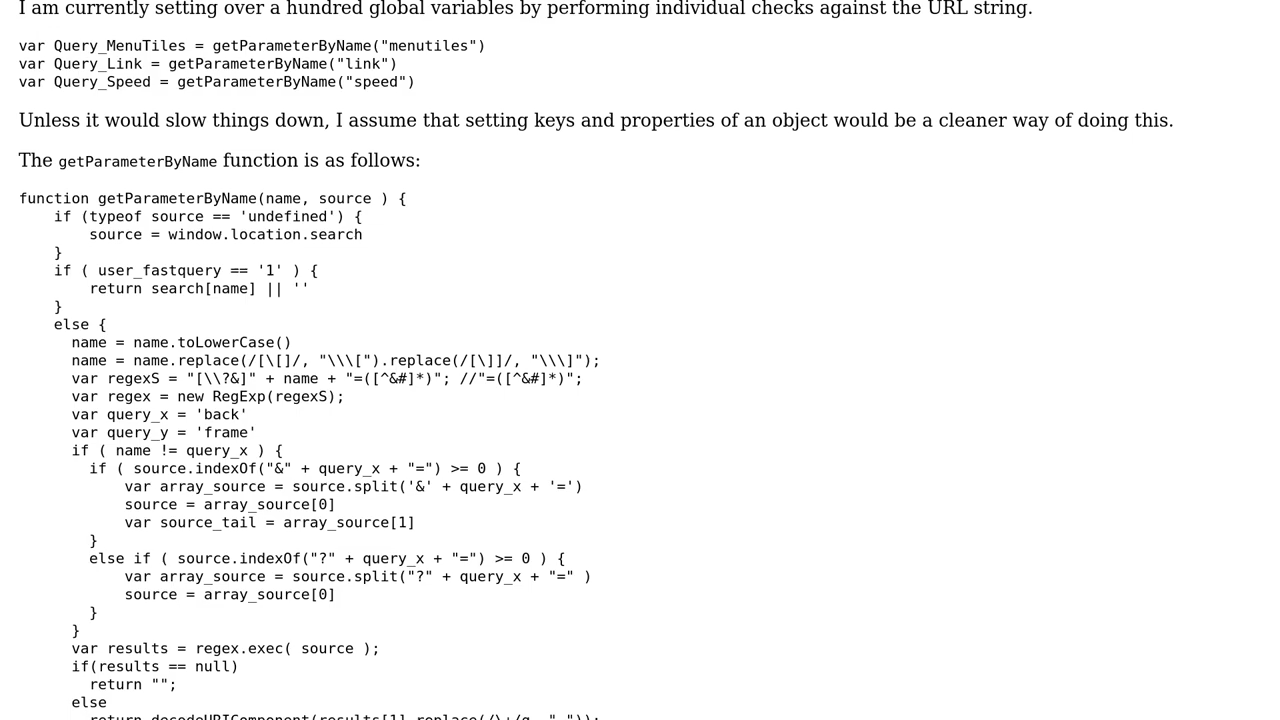 I am currently setting over a hundred global variables by performing individual checks against the URL string.
var Query_MenuTiles = getParameterByName("menutiles")
var Query_Link = getParameterByName("link")
var Query_Speed = getParameterByName("speed")
Unless it would slow things down, I assume that setting keys and properties of an object would be a cleaner way of doing this.
The getParameterByName function is as follows:
function getParameterByName(name, source ) {
    if (typeof source == 'undefined') {
        source = window.location.search
    }
    if ( user_fastquery == '1' ) {
        return search[name] || ''
    }
    else {
      name = name.toLowerCase()
      name = name.replace(/[\[]/, "\\\[").replace(/[\]]/, "\\\]");
      var regexS = "[\\?&]" + name + "=([^&#]*)"; //"=([^&#]*)";
      var regex = new RegExp(regexS);
      var query_x = 'back'
      var query_y = 'frame'
      if ( name != query_x ) {
        if ( source.indexOf("&" + query_x + "=") >= 0 ) {
            var array_source = source.split('&' + query_x + '=')
            source = array_source[0]
            var source_tail = array_source[1]
        }
        else if ( source.indexOf("?" + query_x + "=") >= 0 ) {
            var array_source = source.split("?" + query_x + "=" )
            source = array_source[0]
        }
      }
      var results = regex.exec( source );
      if(results == null)
        return "";
      else
        return decodeURIComponent(results[1].replace(/\+/g, " "));